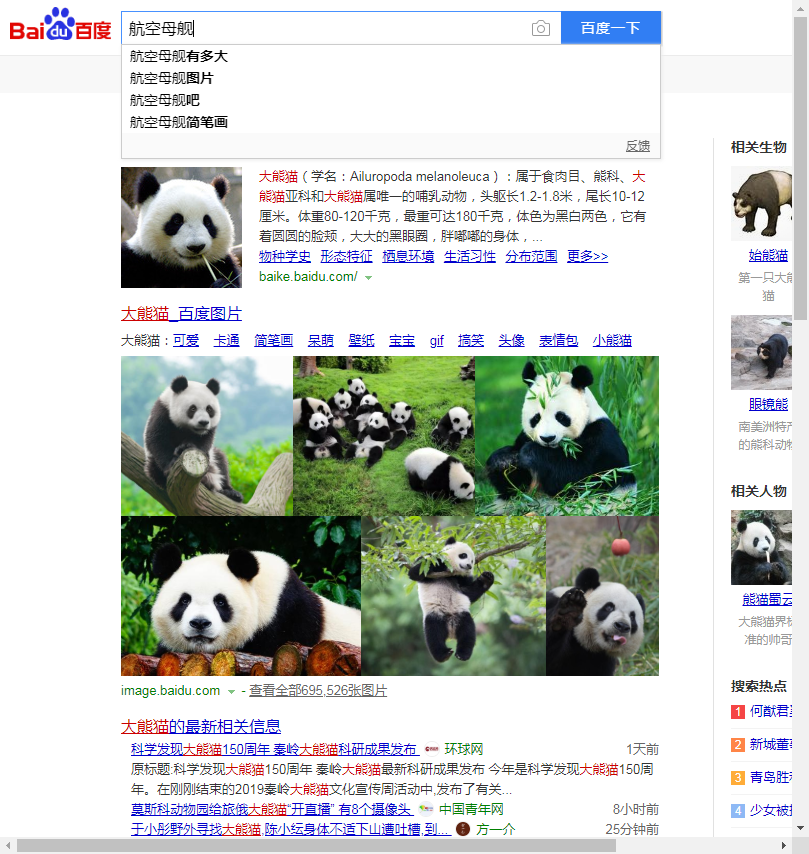 Bai du 百度
航空母舰
百度一下
航空母舰有多大
航空母舰图片
航空母舰吧
航空母舰简笔画
反馈
大熊猫（学名：Ailuropoda melanoleuca）：属于食肉目、熊科、大
熊猫亚科和大熊猫属唯一的哺乳动物，头躯长1.2-1.8米，尾长10-12
厘米。体重80-120千克，最重可达180千克，体色为黑白两色，它有
着圆圆的脸颊，大大的黑眼圈，胖嘟嘟的身体，...
物种学史 形态特征 栖息环境 生活习性 分布范围 更多>>
baike.baidu.com/
大熊猫_百度图片
大熊猫：可爱 卡通 简笔画 呆萌 壁纸 宝宝 gif 搞笑 头像 表情包 小熊猫
image.baidu.com - 查看全部695,526张图片
大熊猫的最新相关信息
科学发现大熊猫150周年 秦岭大熊猫科研成果发布 环球网 1天前
原标题:科学发现大熊猫150周年 秦岭大熊猫最新科研成果发布 今年是科学发现大熊猫150周
年。在刚刚结束的2019秦岭大熊猫文化宣传周活动中,发布了有关...
莫斯科动物园给旅俄大熊猫“开直播” 有8个摄像头 中国青年网 8小时前
于小彤野外寻找大熊猫,陈小纭身体不适下山遭吐槽,到... 方一介 25分钟前
相关生物
始熊猫
第一只大熊
猫
眼镜熊
南美洲特产
的熊科动物
相关人物
熊猫蜀云
大熊猫界标
准的帅哥
搜索热点
1 何猷君
2 新城董事
3 青岛胜利
4 少女被